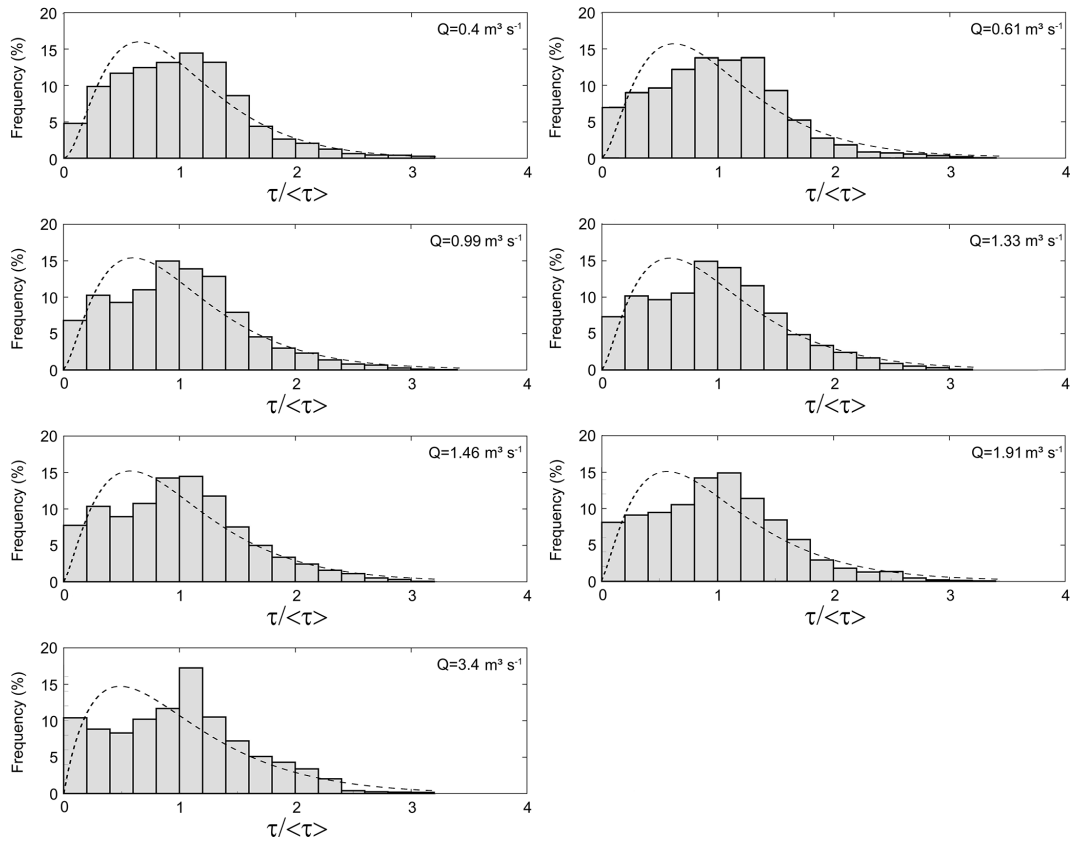 20
15
10
5
0
Frequency (%)
Q=0.4 m³ s⁻¹
0 1 2 3 4
τ/<τ>
20
15
10
5
0
Frequency (%)
Q=0.61 m³ s⁻¹
0 1 2 3 4
τ/<τ>
20
15
10
5
0
Frequency (%)
Q=0.99 m³ s⁻¹
0 1 2 3 4
τ/<τ>
20
15
10
5
0
Frequency (%)
Q=1.33 m³ s⁻¹
0 1 2 3 4
τ/<τ>
20
15
10
5
0
Frequency (%)
Q=1.46 m³ s⁻¹
0 1 2 3 4
τ/<τ>
20
15
10
5
0
Frequency (%)
Q=1.91 m³ s⁻¹
0 1 2 3 4
τ/<τ>
20
15
10
5
0
Frequency (%)
Q=3.4 m³ s⁻¹
0 1 2 3 4
τ/<τ>